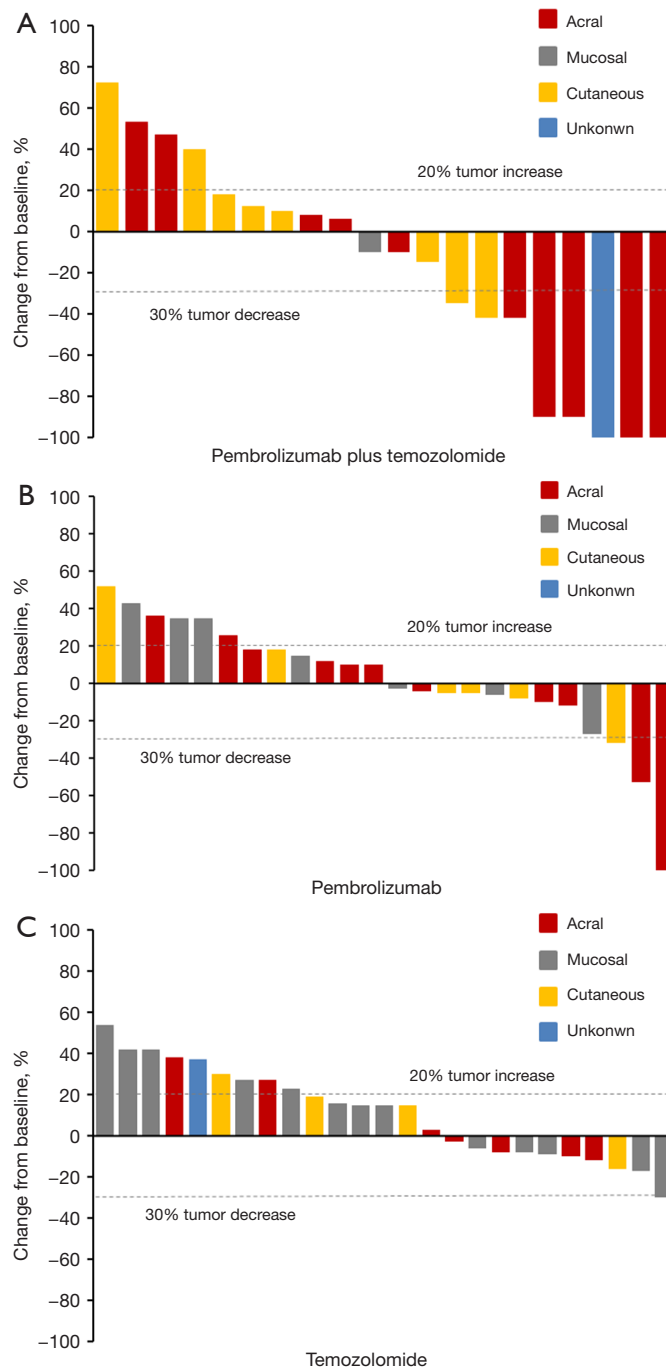 A
Acral
Mucosal
Cutaneous
Unkonwn
Change from baseline, %
100
80
60
40
20
0
−20
−40
−60
−80
−100
20% tumor increase
30% tumor decrease
Pembrolizumab plus temozolomide
B
Acral
Mucosal
Cutaneous
Unkonwn
Change from baseline, %
100
80
60
40
20
0
−20
−40
−60
−80
−100
20% tumor increase
30% tumor decrease
Pembrolizumab
C
Acral
Mucosal
Cutaneous
Unkonwn
Change from baseline, %
100
80
60
40
20
0
−20
−40
−60
−80
−100
20% tumor increase
30% tumor decrease
Temozolomide